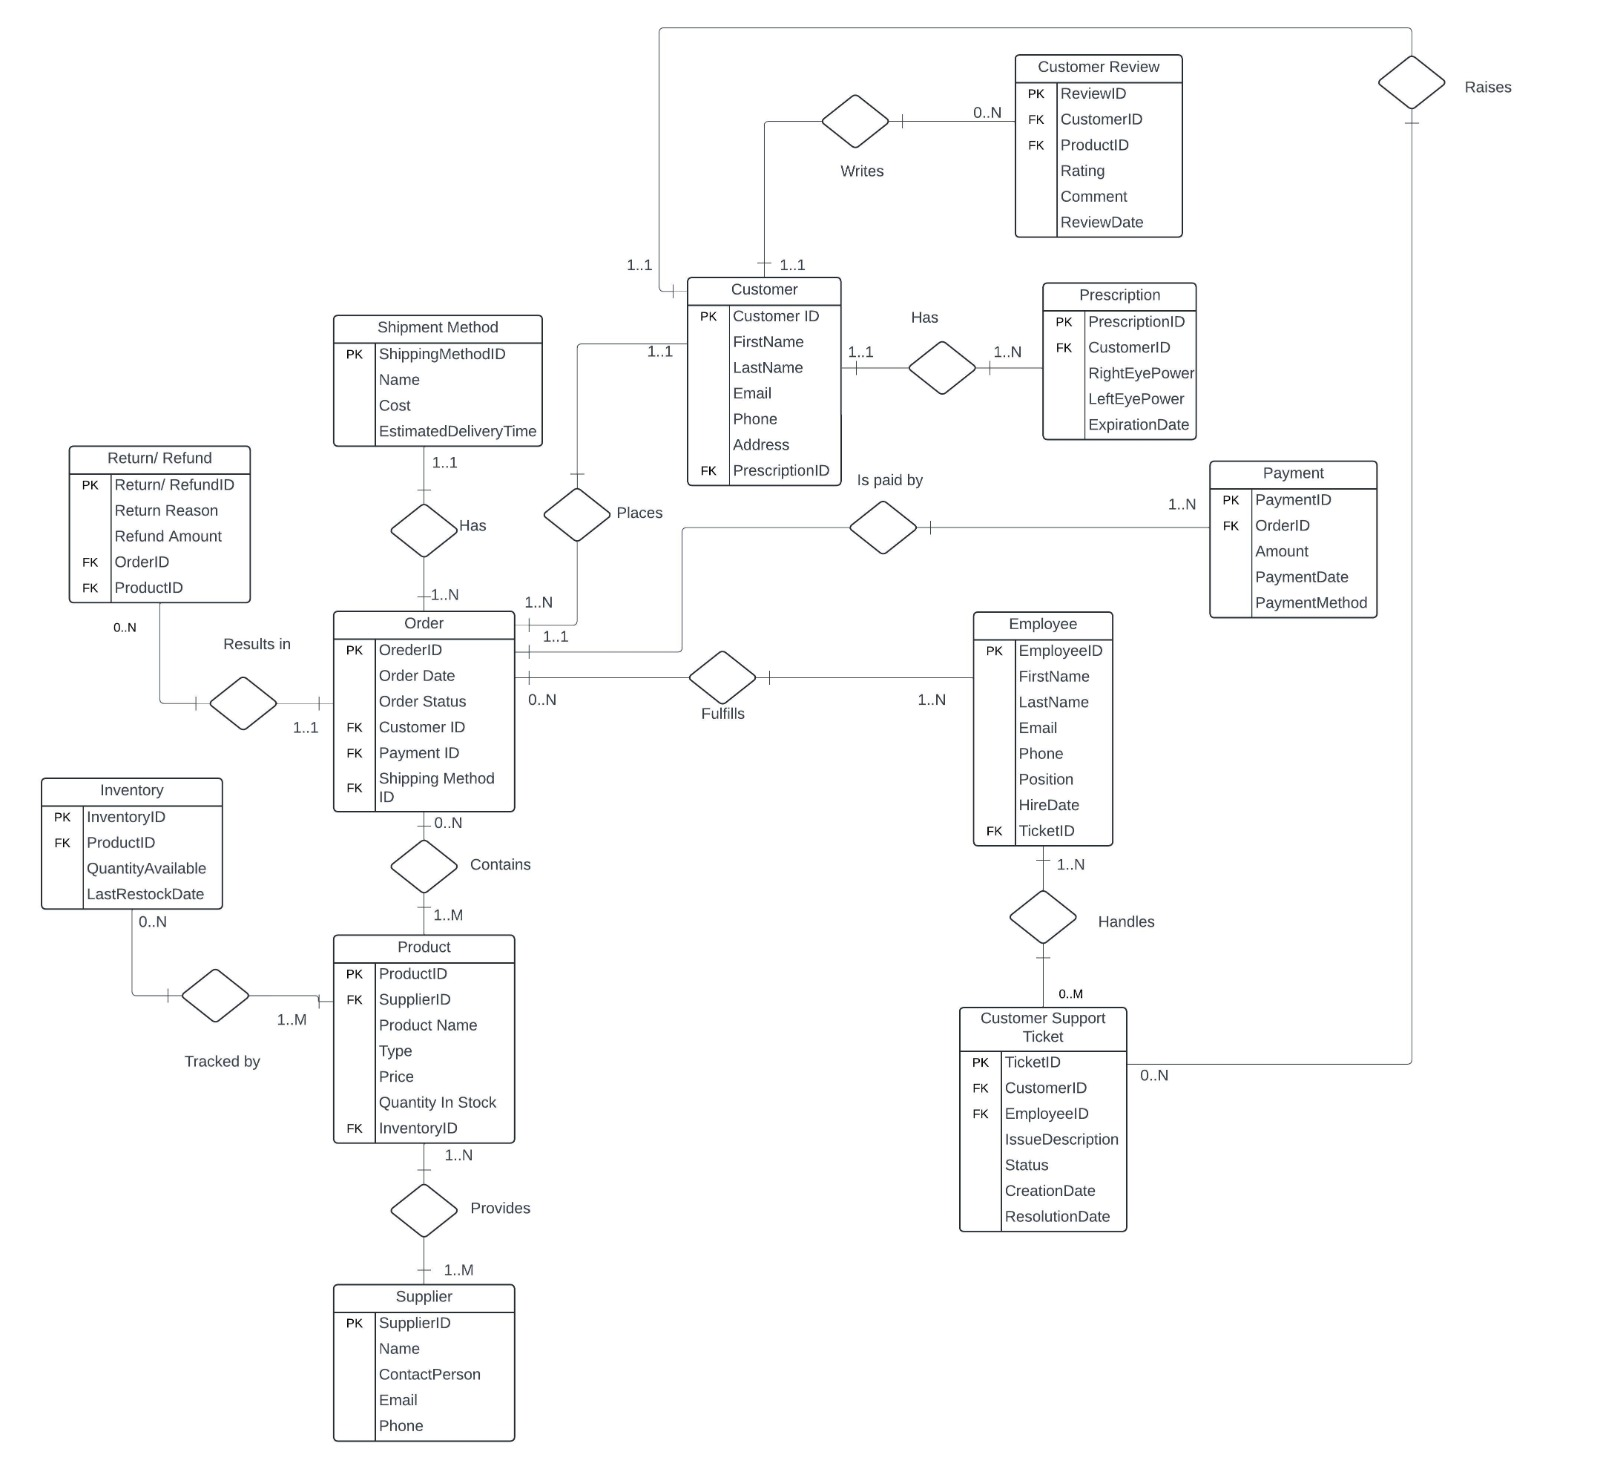 Raises
Customer Review
PK ReviewID
FK CustomerID
FK ProductID
Rating
Comment
ReviewDate
0..N
Writes
1..1
1..1
Customer
PK Customer ID
FirstName
LastName
Email
Phone
Address
FK PrescriptionID
Has
1..1
1..N
Prescription
PK PrescriptionID
FK CustomerID
RightEyePower
LeftEyePower
ExpirationDate
Shipment Method
PK ShippingMethodID
Name
Cost
EstimatedDeliveryTime
1..1
1..1
Has
1..N
Places
1..N
Return/ Refund
PK Return/ RefundID
Return Reason
Refund Amount
FK OrderID
FK ProductID
0..N
Results in
1..1
Is paid by
1..N
1..1
Payment
PK PaymentID
FK OrderID
Amount
PaymentDate
PaymentMethod
Order
PK OrederID
Order Date
Order Status
FK Customer ID
FK Payment ID
FK Shipping Method
ID
0..N
Fulfills
1..N
Employee
PK EmployeeID
FirstName
LastName
Email
Phone
Position
HireDate
FK TicketID
Inventory
PK InventoryID
FK ProductID
QuantityAvailable
LastRestockDate
0..N
Tracked by
1..M
0..N
Contains
1..M
Product
PK ProductID
FK SupplierID
Product Name
Type
Price
Quantity In Stock
FK InventoryID
1..N
Handles
0..M
Customer Support
Ticket
PK TicketID
FK CustomerID
FK EmployeeID
IssueDescription
Status
CreationDate
ResolutionDate
0..N
1..N
Provides
1..M
Supplier
PK SupplierID
Name
ContactPerson
Email
Phone